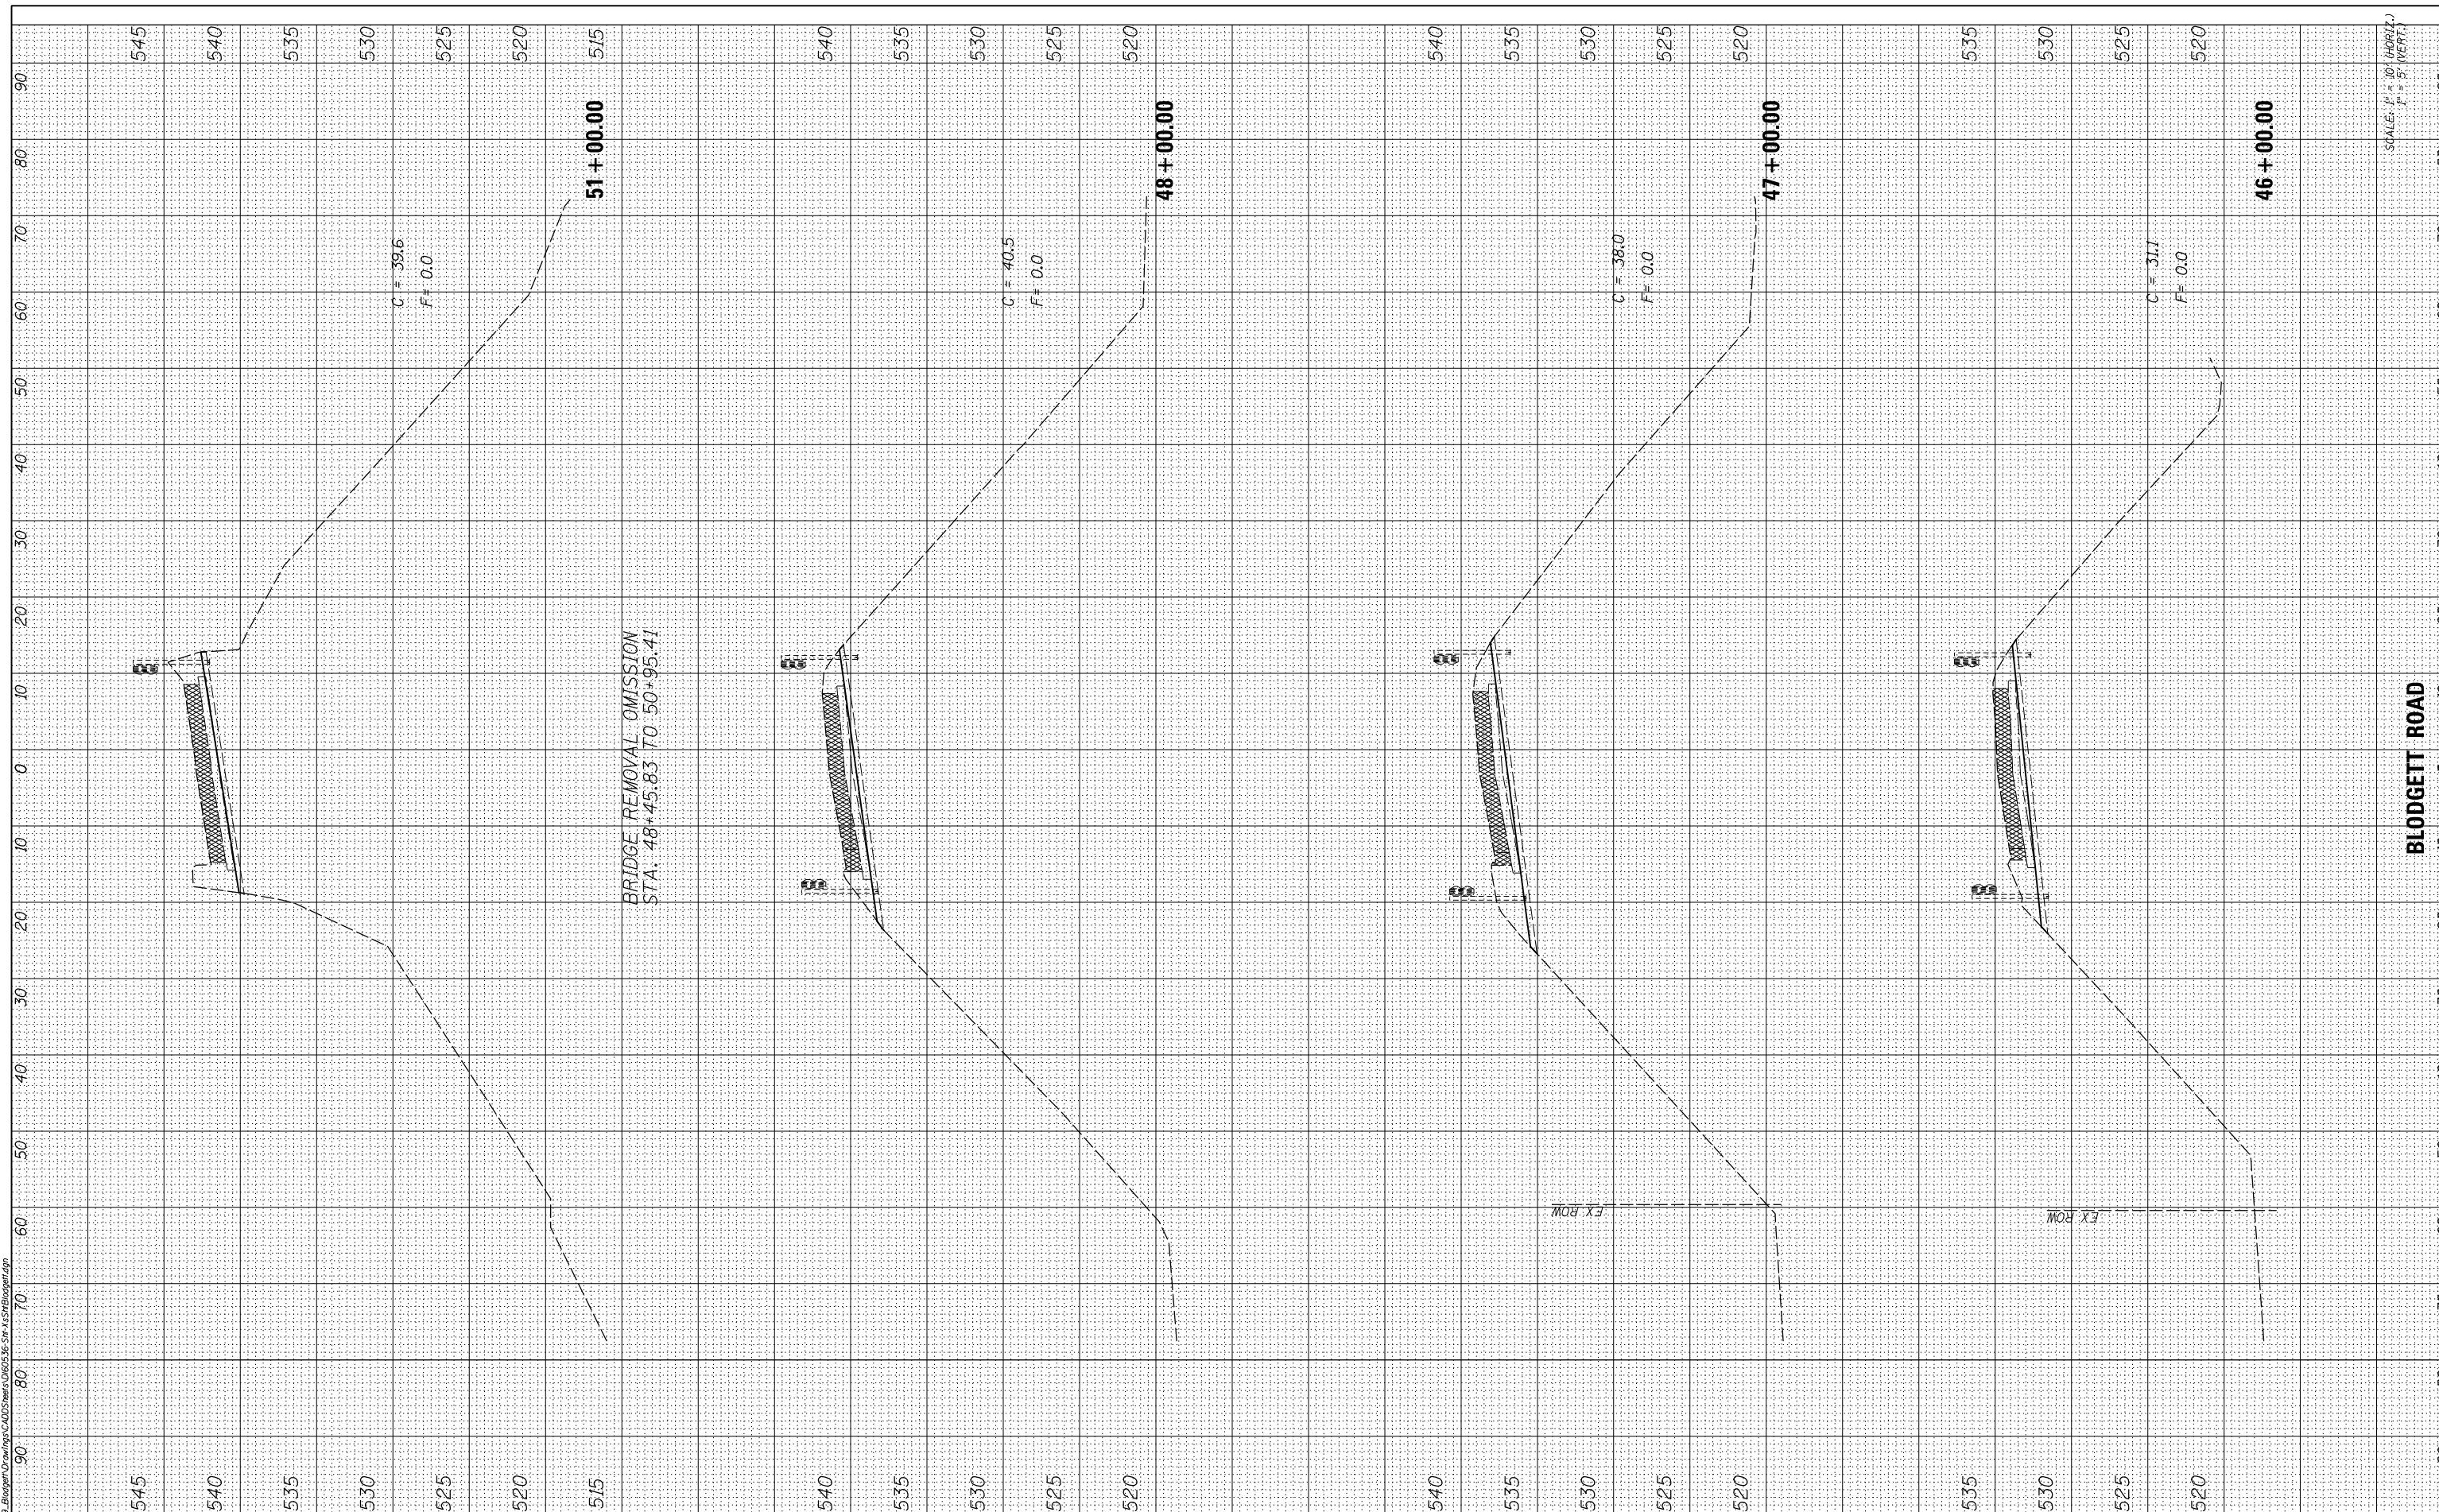 90 80 70 60 50 40 30 20 10 0 10 20 30 40 50 60 70 80 90
545 540 535 530 525 520 515
51+00.00
C = 39.6
F= 0.0
545 540 535 530 525 520 515
BRIDGE REMOVAL OMISSION
STA. 48+45.83 TO 50+95.41
540 535 530 525 520
48+00.00
C = 40.5
F= 0.0
540 535 530 525 520
540 535 530 525 520
47+00.00
C = 38.0
F= 0.0
EX ROW
540 535 530 525 520
535 530 525 520
46+00.00
C = 31.1
F= 0.0
EX ROW
535 530 525 520
SCALE: 1" = 10' (HORIZ.)
1" = 5' (VERT.)
BLODGETT ROAD